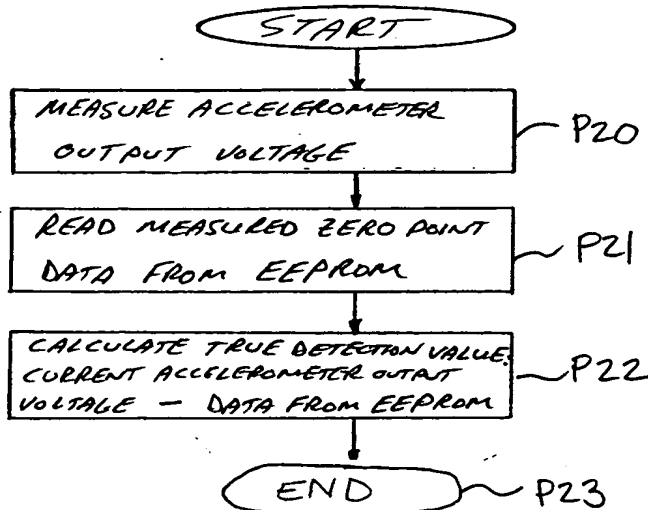 START
MEASURE ACCELEROMETER
OUTPUT VOLTAGE
P20
READ MEASURED ZERO POINT
DATA FROM EEPROM
P21
CALCULATE TRUE DETECTION VALUE:
CURRENT ACCELEROMETER OUTPUT
VOLTAGE — DATA FROM EEPROM
P22
END
P23